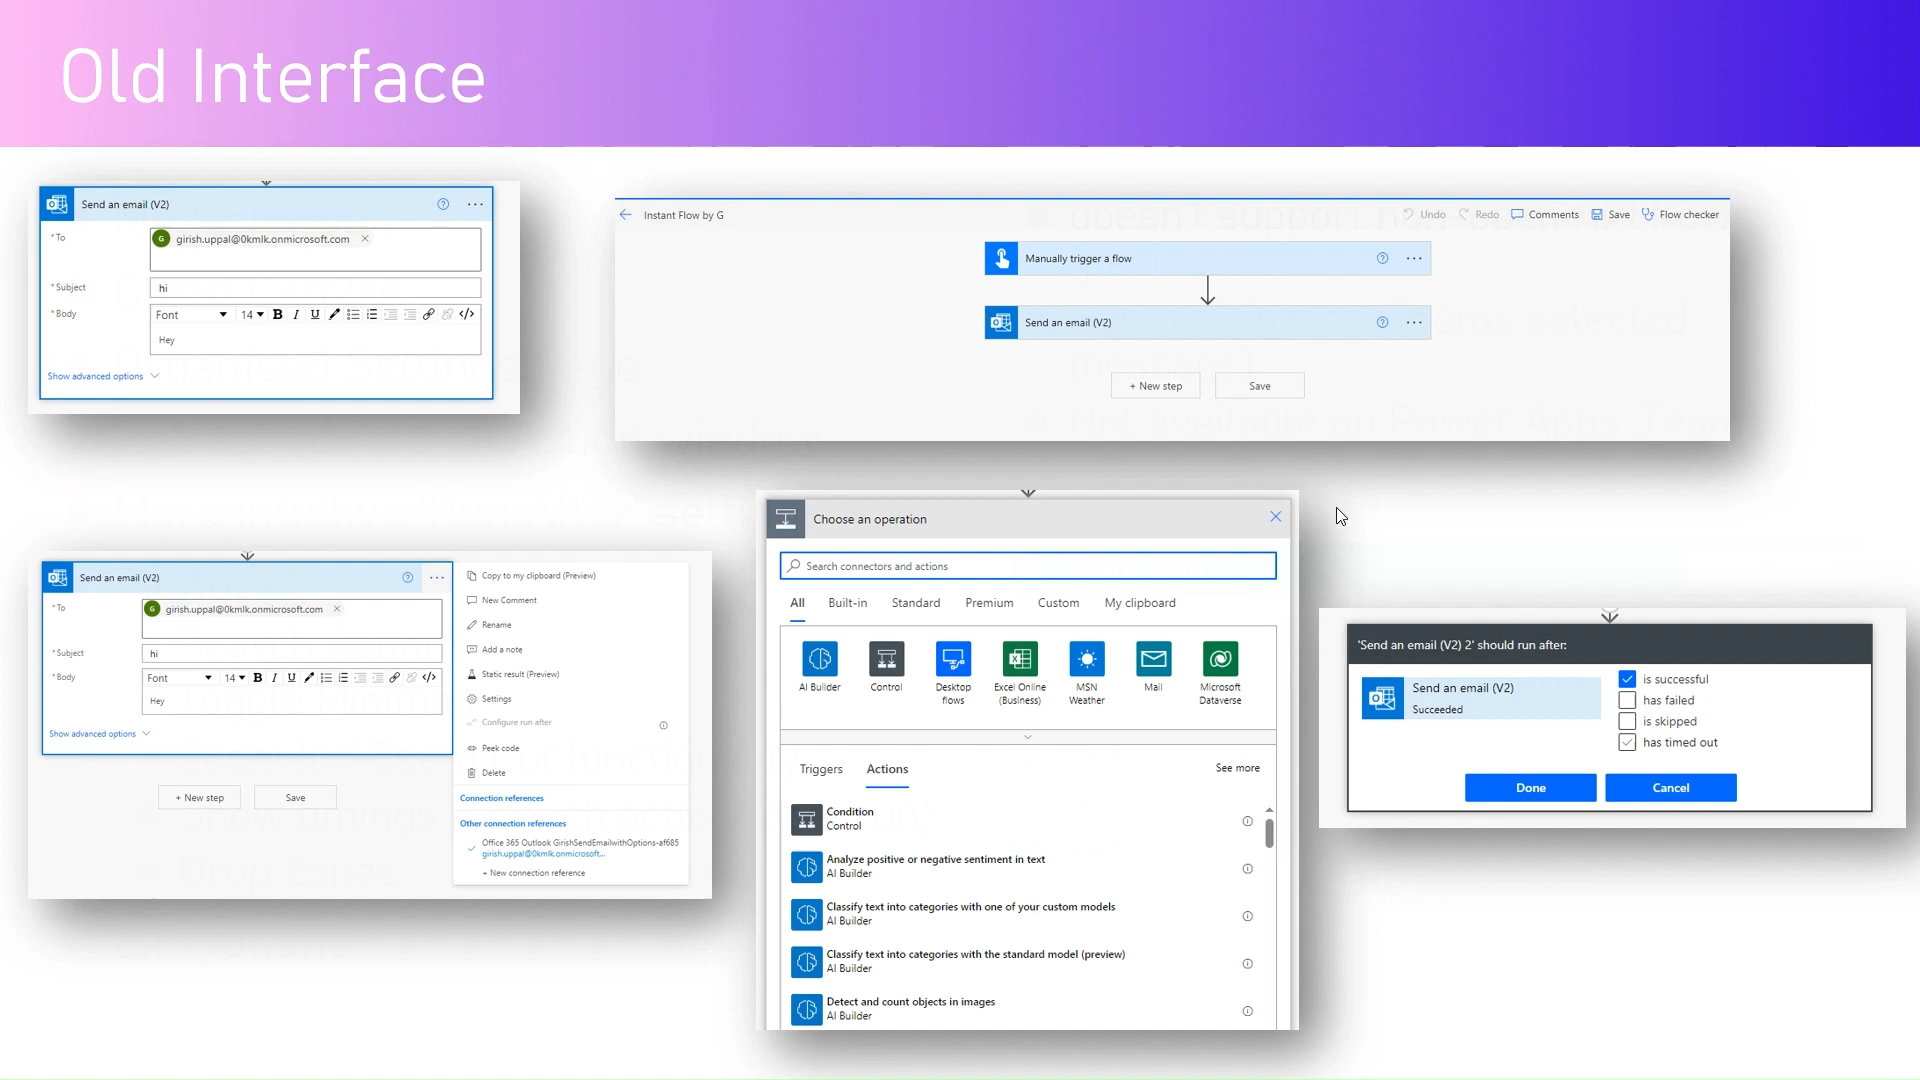 Old Interface
Send an email (V2)
* To
G girish.uppal@0kmlk.onmicrosoft.com
* Subject
hi
* Body
Font 14 B I U
Hey
Show advanced options
Instant Flow by G
Undo Redo Comments Save Flow checker
Manually trigger a flow
Send an email (V2)
+ New step Save
Send an email (V2)
* To
G girish.uppal@0kmlk.onmicrosoft.com
* Subject
hi
* Body
Font 14 B I U
Hey
Show advanced options
+ New step Save
Copy to my clipboard (Preview)
New Comment
Rename
Add a note
Static result (Preview)
Settings
Configure run after
Peek code
Delete
Connection references
Other connection references
Office 365 Outlook GirishSendEmailwithOptions-af685
girish.uppal@0kmlk.onmicrosoft...
+ New connection reference
Choose an operation
Search connectors and actions
All Built-in Standard Premium Custom My clipboard
AI Builder
Control
Desktop flows
Excel Online (Business)
MSN Weather
Mail
Microsoft Dataverse
Triggers Actions See more
Condition
Control
Analyze positive or negative sentiment in text
AI Builder
Classify text into categories with one of your custom models
AI Builder
Classify text into categories with the standard model (preview)
AI Builder
Detect and count objects in images
AI Builder
'Send an email (V2) 2' should run after:
Send an email (V2)
Succeeded
is successful
has failed
is skipped
has timed out
Done Cancel